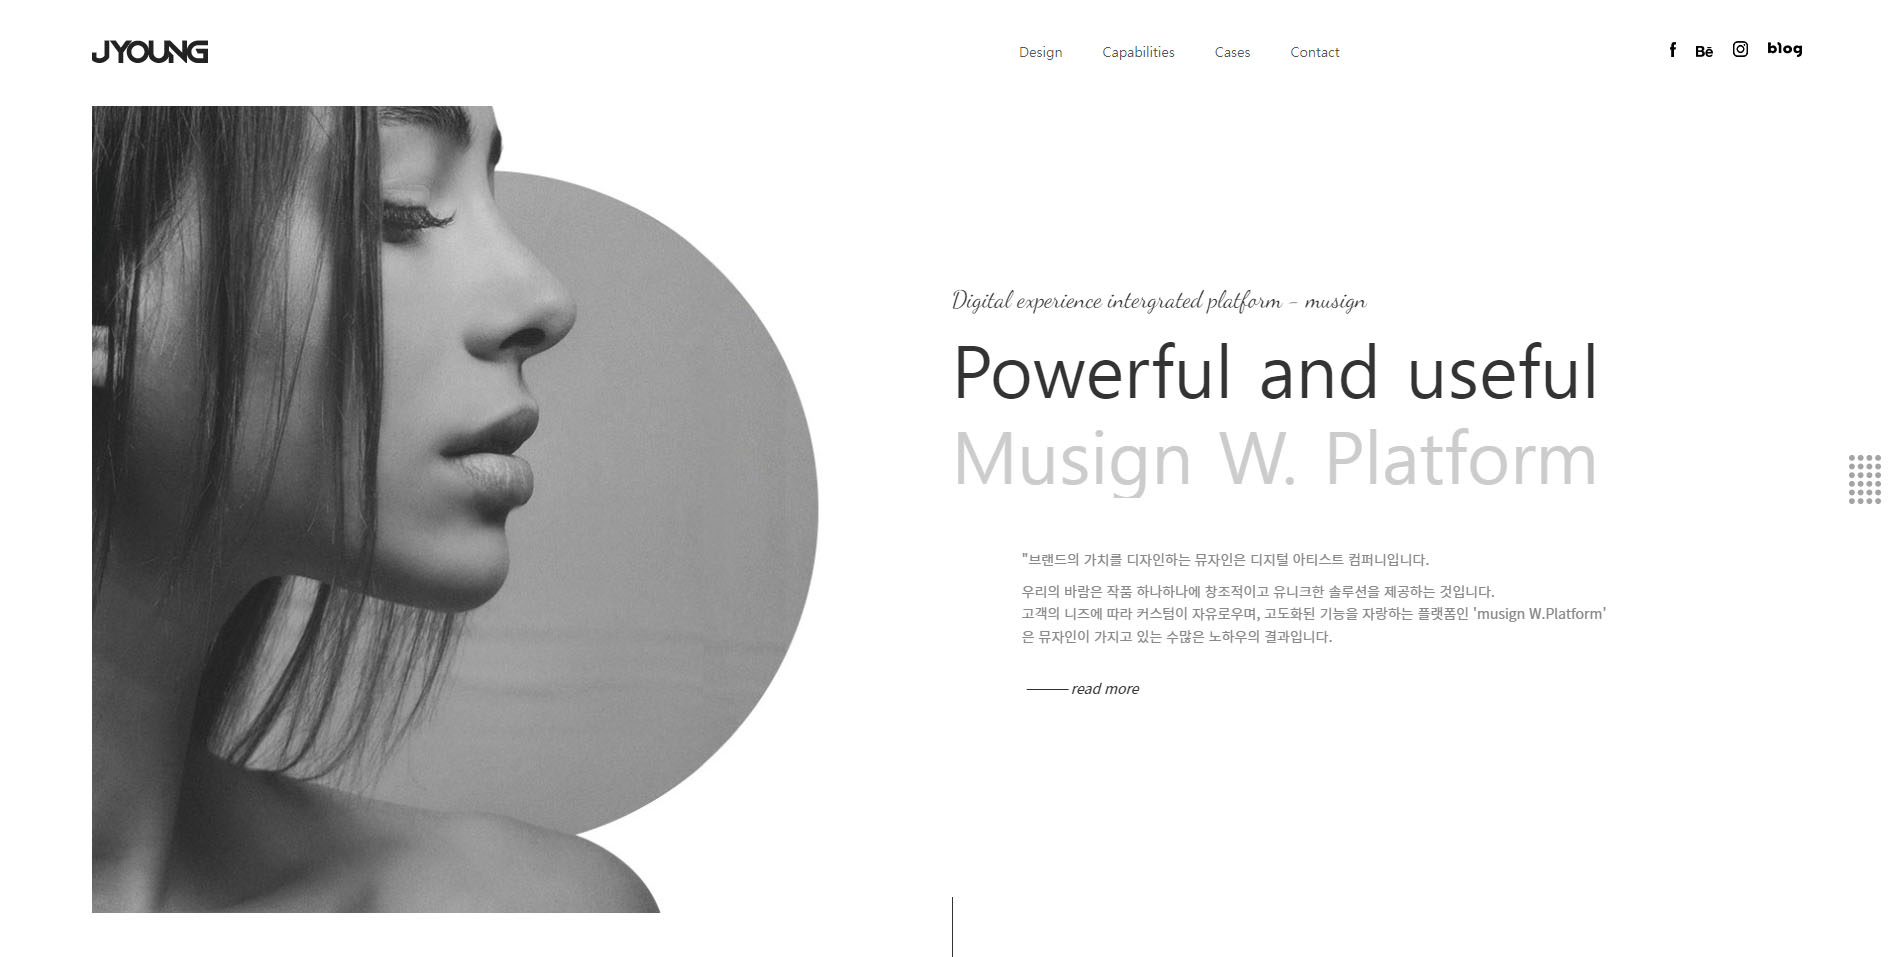 JYOUNG
Design Capabilities Cases Contact
f Bē blog
Digital experience intergrated platform - musign
Powerful and useful
Musign W. Platform
"브랜드의 가치를 디자인하는 뮤자인은 디지털 아티스트 컴퍼니입니다.
우리의 바람은 작품 하나하나에 창조적이고 유니크한 솔루션을 제공하는 것입니다.
고객의 니즈에 따라 커스텀이 자유로우며, 고도화된 기능을 자랑하는 플랫폼인 'musign W.Platform'
은 뮤자인이 가지고 있는 수많은 노하우의 결과입니다.
read more